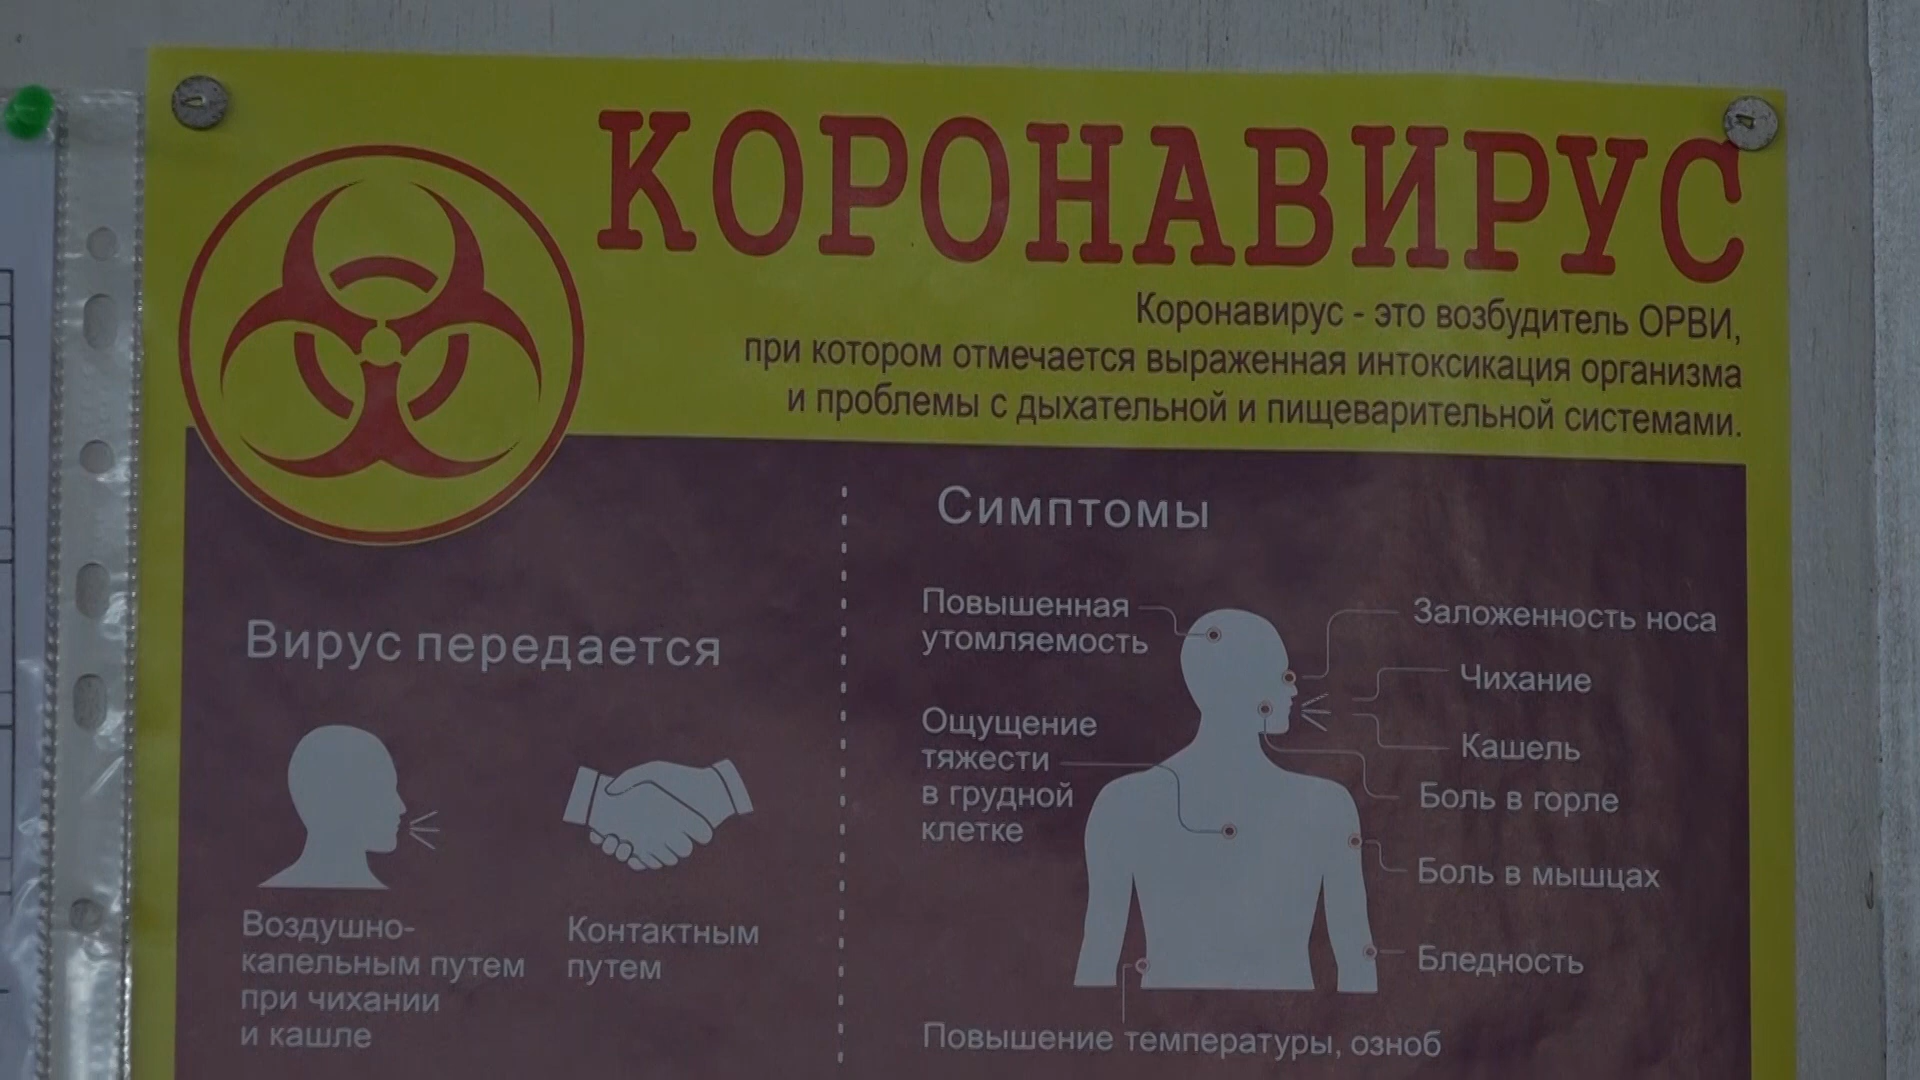 КОРОНАВИРУС
Коронавирус - это возбудитель ОРВИ,
при котором отмечается выраженная интоксикация организма
и проблемы с дыхательной и пищеварительной системами.
Вирус передается
Воздушно-
капельным путем
при чихании
и кашле
Контактным
путем
Симптомы
Повышенная
утомляемость
Ощущение
тяжести
в грудной
клетке
Заложенность носа
Чихание
Кашель
Боль в горле
Боль в мышцах
Бледность
Повышение температуры, озноб